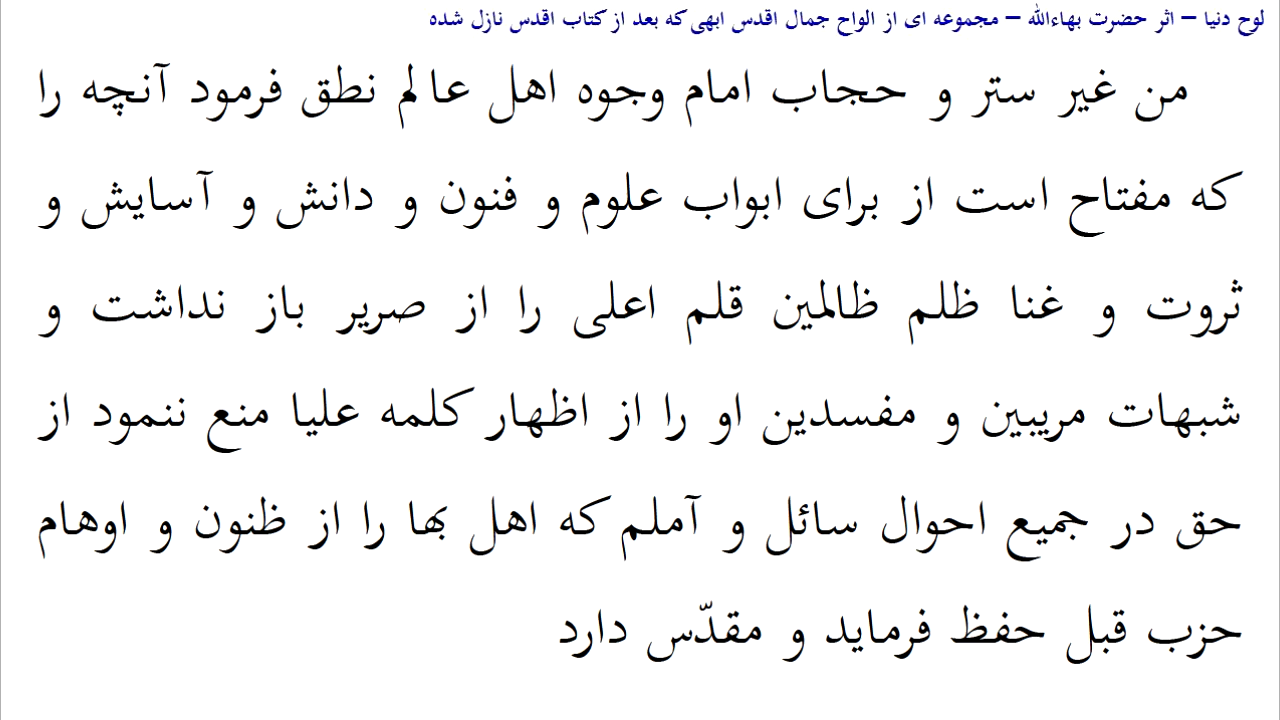 لوح دنیا – اثر حضرت بهاءالله – مجموعه ای از الواح جمال اقدس ابهی که بعد از کتاب اقدس نازل شده
من غیر ستر و حجاب امام وجوه اهل عالم نطق فرمود آنچه را
که مفتاح است از برای ابواب علوم و فنون و دانش و آسایش و
ثروت و غنا ظلم ظالمین قلم اعلی را از صریر باز نداشت و
شبهات مریبین و مفسدین او را از اظهار کلمه علیا منع ننمود از
حق در جمیع احوال سائل و آملم که اهل بها را از ظنون و اوهام
حزب قبل حفظ فرماید و مقدّس دارد